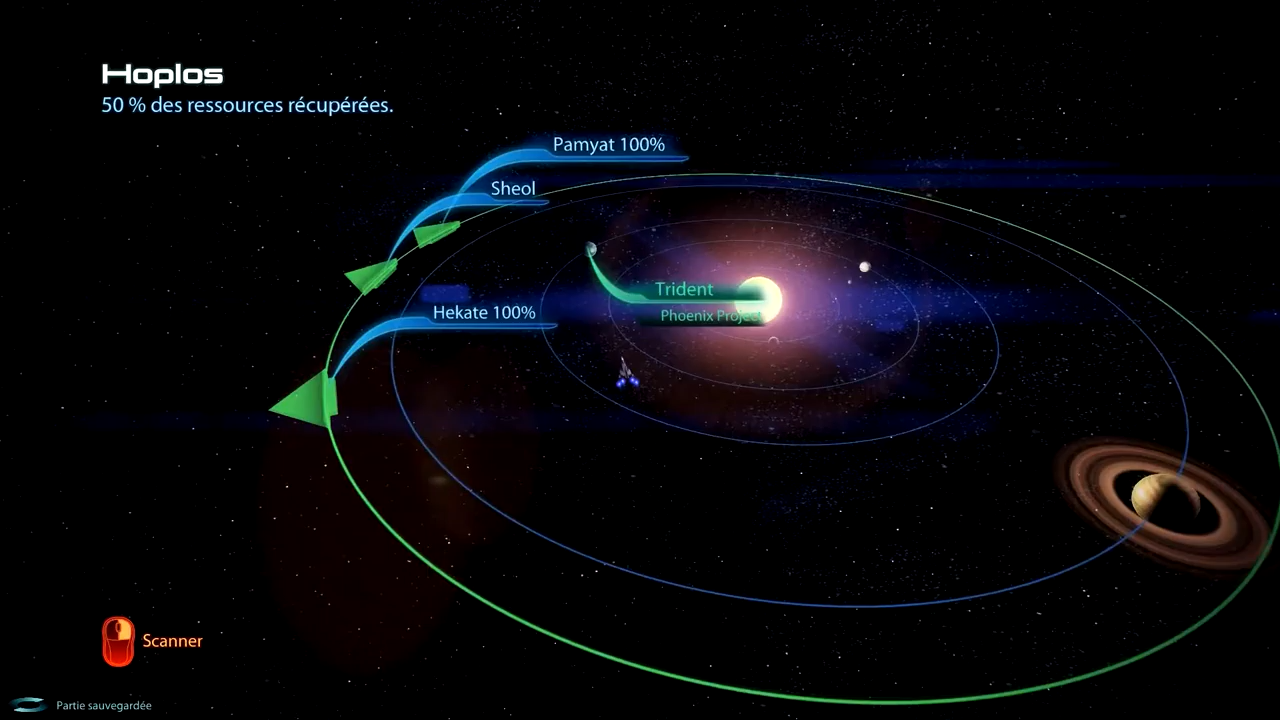 Hoplos
50 % des ressources récupérées.
Pamyat 100%
Sheol
Trident
Phoenix Project
Hekate 100%
Scanner
Partie sauvegardée